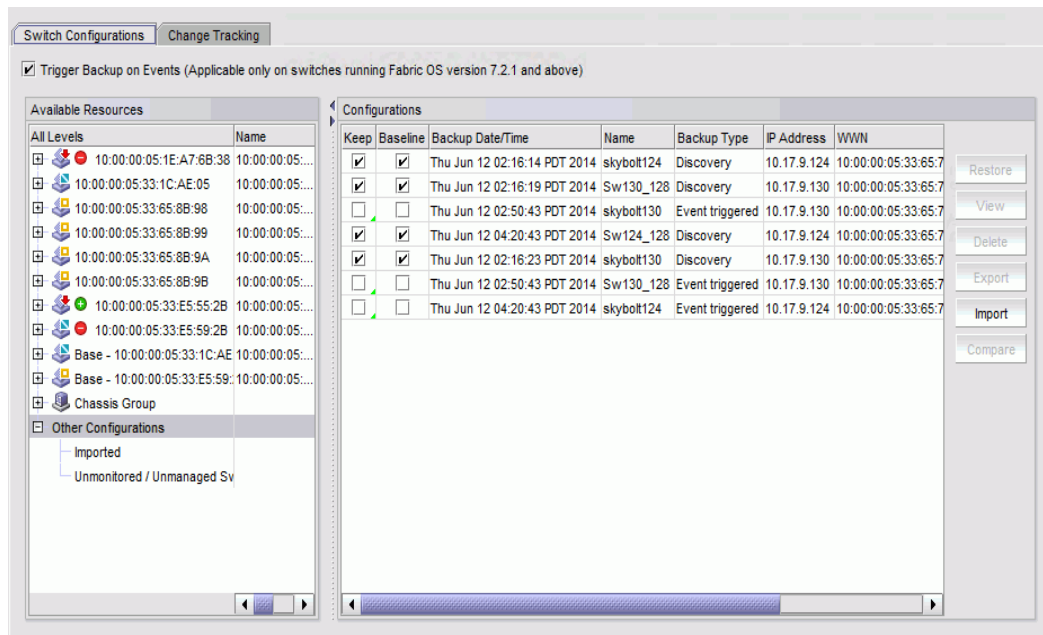 Switch Configurations Change Tracking
Trigger Backup on Events (Applicable only on switches running Fabric OS version 7.2.1 and above)
Available Resources
All Levels Name
10:00:00:05:1E:A7:6B:38 10:00:00:05:...
10:00:00:05:33:1C:AE:05 10:00:00:05:...
10:00:00:05:33:65:8B:98 10:00:00:05:...
10:00:00:05:33:65:8B:99 10:00:00:05:...
10:00:00:05:33:65:8B:9A 10:00:00:05:...
10:00:00:05:33:65:8B:9B 10:00:00:05:...
10:00:00:05:33:E5:55:2B 10:00:00:05:...
10:00:00:05:33:E5:59:2B 10:00:00:05:...
Base - 10:00:00:05:33:1C:AE 10:00:00:05:...
Base - 10:00:00:05:33:E5:59: 10:00:00:05:...
Chassis Group
Other Configurations
Imported
Unmonitored / Unmanaged Sv
Configurations
Keep Baseline Backup Date/Time Name Backup Type IP Address WWN
Thu Jun 12 02:16:14 PDT 2014 skybolt124 Discovery 10.17.9.124 10:00:00:05:33:65:7
Thu Jun 12 02:16:19 PDT 2014 Sw130_128 Discovery 10.17.9.130 10:00:00:05:33:65:7
Thu Jun 12 02:50:43 PDT 2014 skybolt130 Event triggered 10.17.9.130 10:00:00:05:33:65:7
Thu Jun 12 04:20:43 PDT 2014 Sw124_128 Discovery 10.17.9.124 10:00:00:05:33:65:7
Thu Jun 12 02:16:23 PDT 2014 skybolt130 Discovery 10.17.9.130 10:00:00:05:33:65:7
Thu Jun 12 02:50:43 PDT 2014 Sw130_128 Event triggered 10.17.9.130 10:00:00:05:33:65:7
Thu Jun 12 04:20:43 PDT 2014 skybolt124 Event triggered 10.17.9.124 10:00:00:05:33:65:7
Restore
View
Delete
Export
Import
Compare